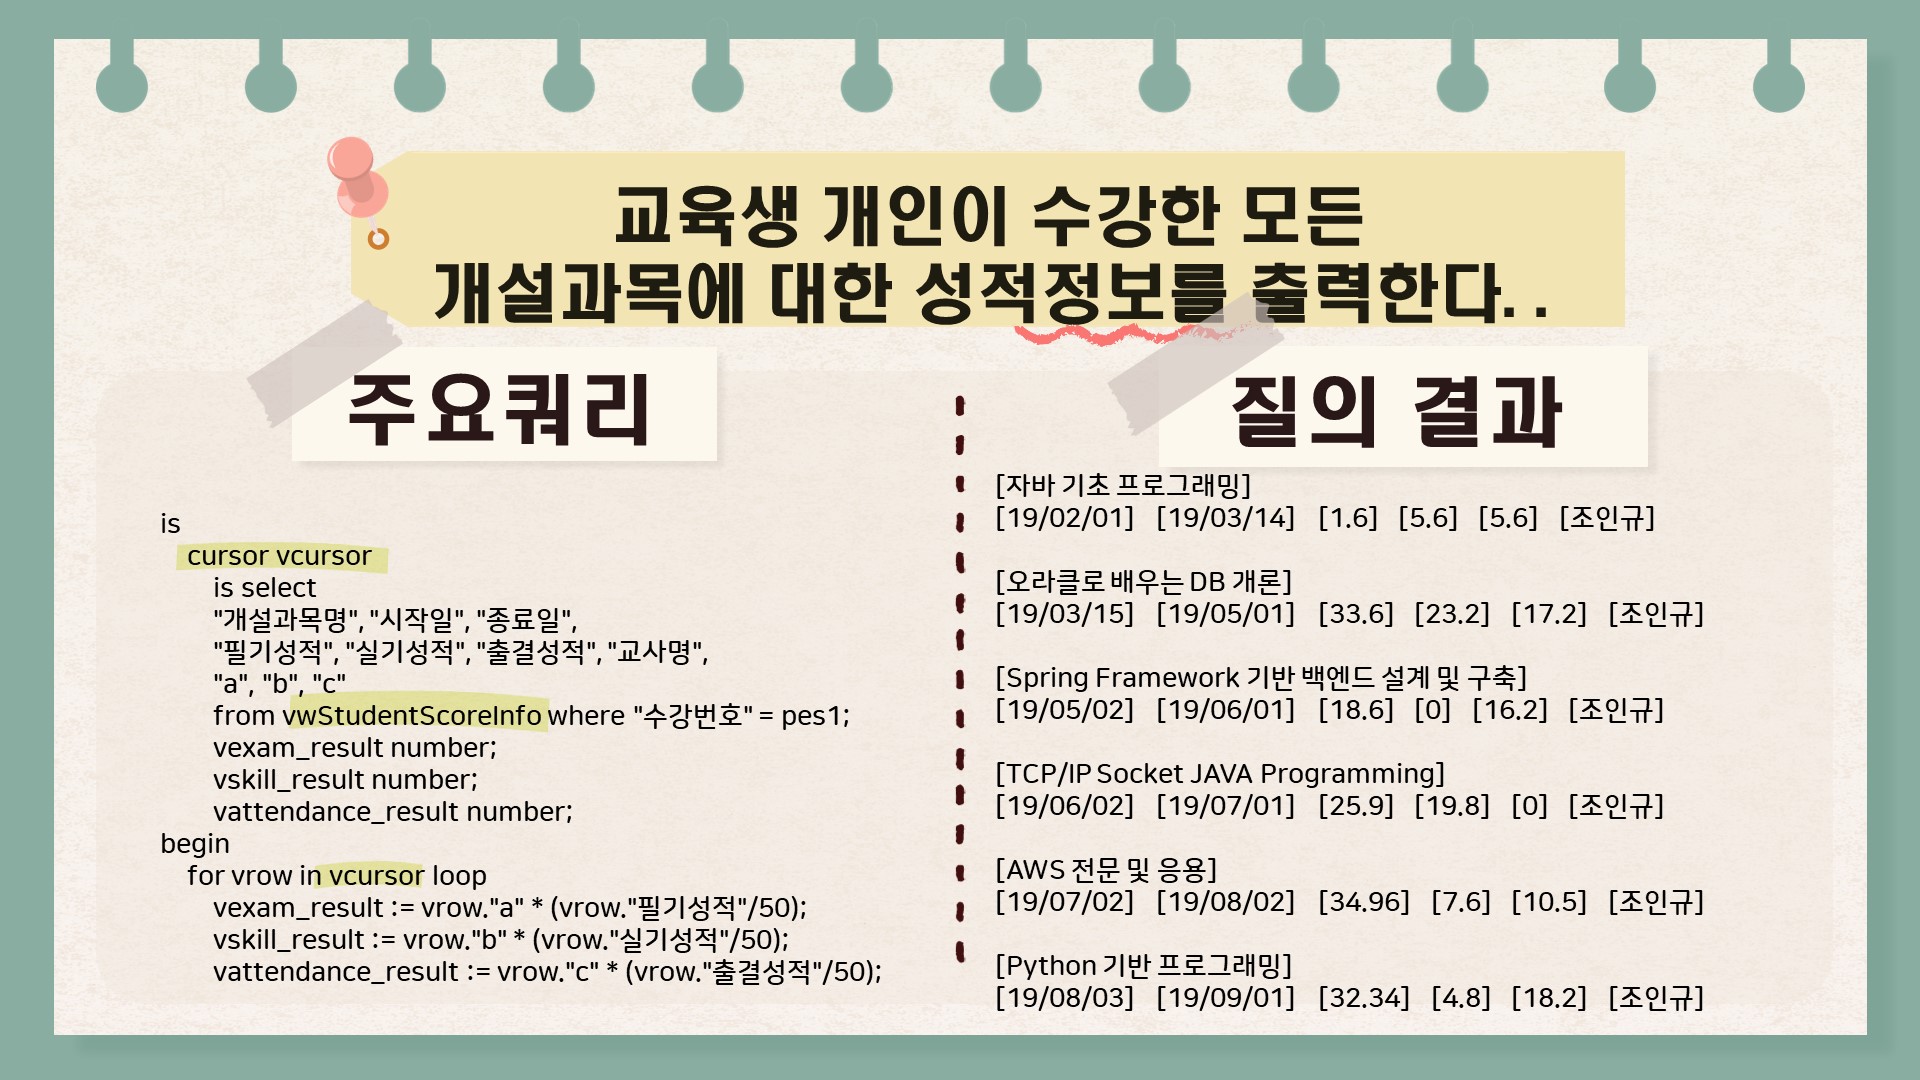 교육생 개인이 수강한 모든
개설과목에 대한 성적정보를 출력한다. .
주요쿼리
is
cursor vcursor
is select
"개설과목명", "시작일", "종료일",
"필기성적", "실기성적", "출결성적", "교사명",
"a", "b", "c"
from vwStudentScoreInfo where "수강번호" = pes1;
vexam_result number;
vskill_result number;
vattendance_result number;
begin
for vrow in vcursor loop
vexam_result := vrow."a" * (vrow."필기성적"/50);
vskill_result := vrow."b" * (vrow."실기성적"/50);
vattendance_result := vrow."c" * (vrow."출결성적"/50);
질의 결과
[자바 기초 프로그래밍]
[19/02/01] [19/03/14] [1.6] [5.6] [5.6] [조인규]
[오라클로 배우는 DB 개론]
[19/03/15] [19/05/01] [33.6] [23.2] [17.2] [조인규]
[Spring Framework 기반 백엔드 설계 및 구축]
[19/05/02] [19/06/01] [18.6] [0] [16.2] [조인규]
[TCP/IP Socket JAVA Programming]
[19/06/02] [19/07/01] [25.9] [19.8] [0] [조인규]
[AWS 전문 및 응용]
[19/07/02] [19/08/02] [34.96] [7.6] [10.5] [조인규]
[Python 기반 프로그래밍]
[19/08/03] [19/09/01] [32.34] [4.8] [18.2] [조인규]